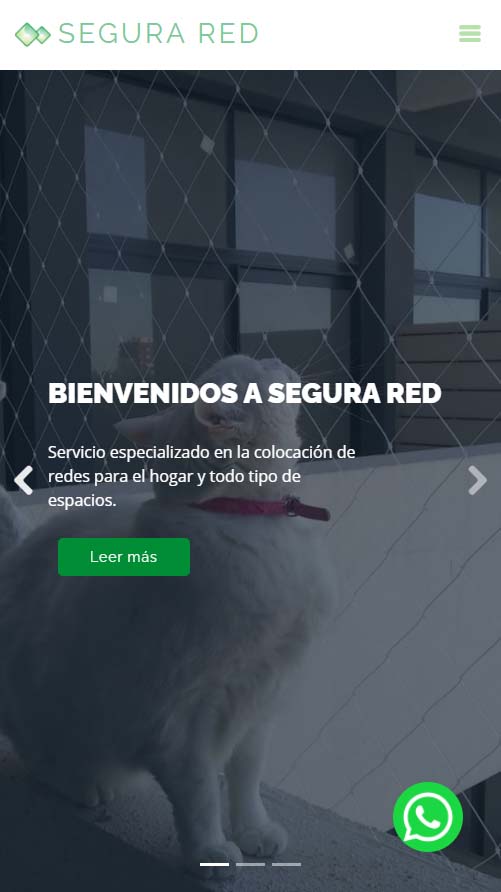 SEGURA RED
BIENVENIDOS A SEGURA RED
Servicio especializado en la colocación de
redes para el hogar y todo tipo de
espacios.
Leer más